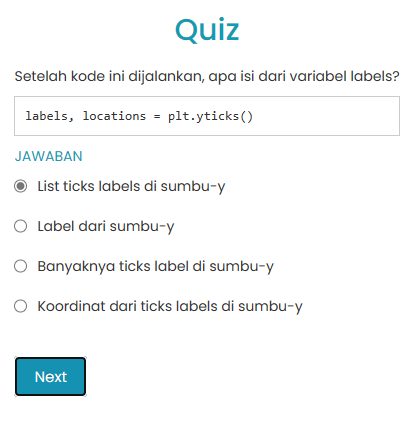 Quiz
Setelah kode ini dijalankan, apa isi dari variabel labels?
labels, locations = plt.yticks()
JAWABAN
List ticks labels di sumbu-y
Label dari sumbu-y
Banyaknya ticks label di sumbu-y
Koordinat dari ticks labels di sumbu-y
Next